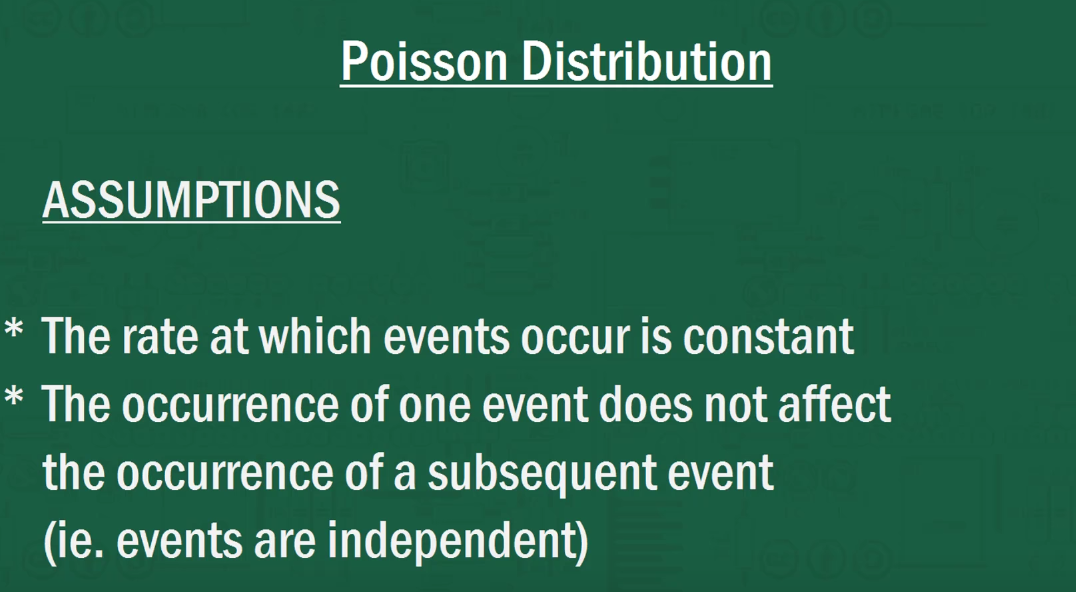 Poisson Distribution
ASSUMPTIONS
* The rate at which events occur is constant
* The occurrence of one event does not affect
the occurrence of a subsequent event
(ie. events are independent)